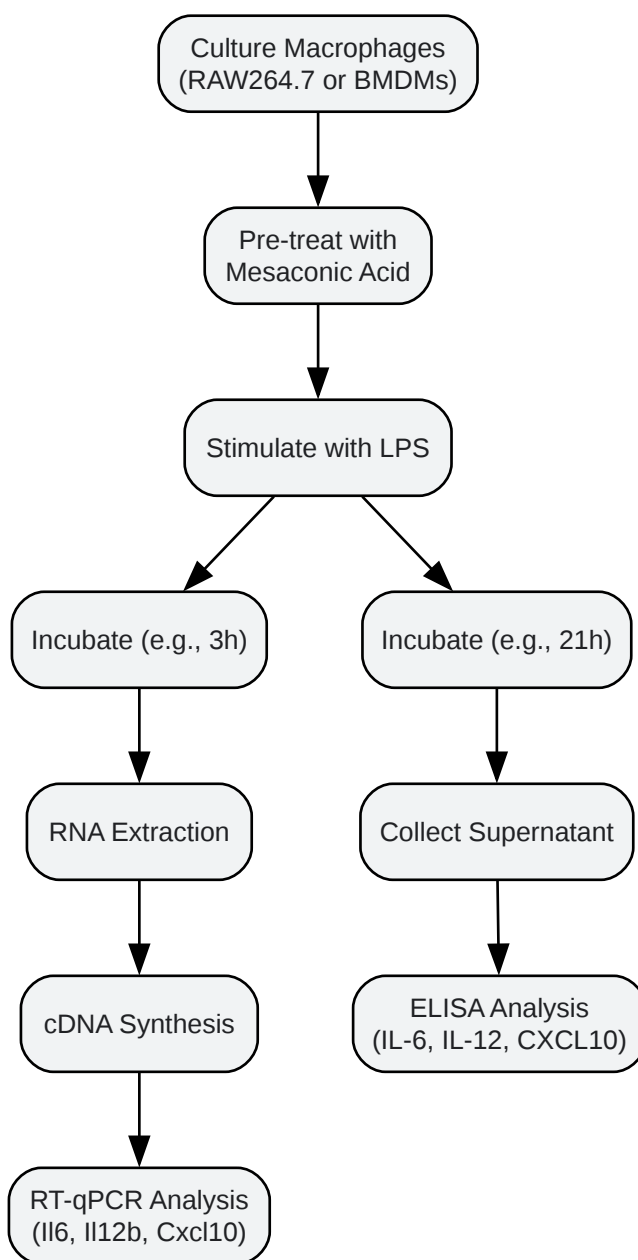 Culture Macrophages
(RAW264.7 or BMDMs)
Pre-treat with
Mesaconic Acid
Stimulate with LPS
Incubate (e.g., 3h)
Incubate (e.g., 21h)
RNA Extraction
Collect Supernatant
cDNA Synthesis
ELISA Analysis
(IL-6, IL-12, CXCL10)
RT-qPCR Analysis
(Il6, Il12b, Cxcl10)